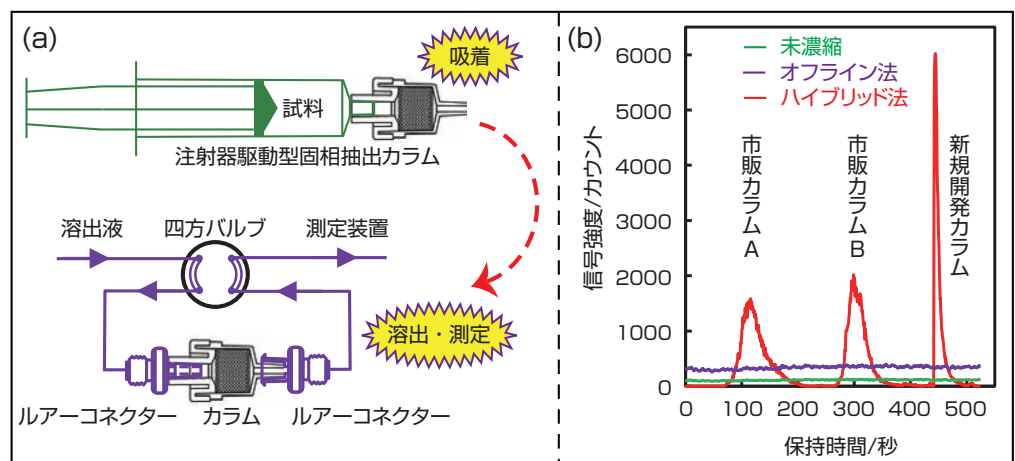 (a)
吸着
試料
注射器駆動型固相抽出カラム
溶出液
四方バルブ
測定装置
溶出・測定
ルアーコネクター
カラム
ルアーコネクター
(b)
未濃縮
オフライン法
ハイブリッド法
信号強度/カウント
6000
5000
4000
3000
2000
1000
0
市販カラムA
市販カラムB
新規開発カラム
0
100
200
300
400
500
保持時間/秒